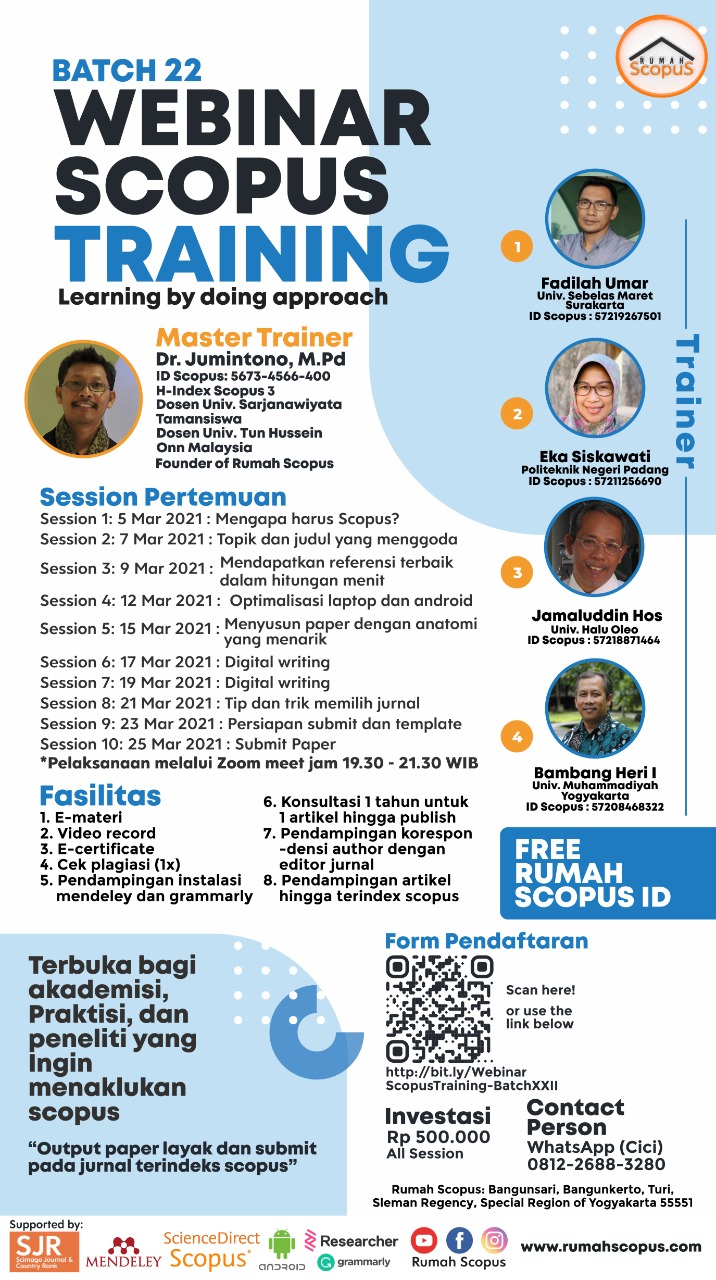 RUMAH
ScopuS
BATCH 22
WEBINAR
SCOPUS
TRAINING
Learning by doing approach
Master Trainer
Dr. Jumintono, M.Pd
ID Scopus: 5673-4566-400
H-Index Scopus 3
Dosen Univ. Sarjanawiyata
Tamansiswa
Dosen Univ. Tun Hussein
Onn Malaysia
Founder of Rumah Scopus
Trainer
1
Fadilah Umar
Univ. Sebelas Maret
Surakarta
ID Scopus : 57219267501
2
Eka Siskawati
Politeknik Negeri Padang
ID Scopus : 57211256690
3
Jamaluddin Hos
Univ. Halu Oleo
ID Scopus : 57218871464
4
Bambang Heri I
Univ. Muhammadiyah
Yogyakarta
ID Scopus : 57208468322
Session Pertemuan
Session 1: 5 Mar 2021 : Mengapa harus Scopus?
Session 2: 7 Mar 2021 : Topik dan judul yang menggoda
Session 3: 9 Mar 2021 : Mendapatkan referensi terbaik
dalam hitungan menit
Session 4: 12 Mar 2021 : Optimalisasi laptop dan android
Session 5: 15 Mar 2021 : Menyusun paper dengan anatomi
yang menarik
Session 6: 17 Mar 2021 : Digital writing
Session 7: 19 Mar 2021 : Digital writing
Session 8: 21 Mar 2021 : Tip dan trik memilih jurnal
Session 9: 23 Mar 2021 : Persiapan submit dan template
Session 10: 25 Mar 2021 : Submit Paper
*Pelaksanaan melalui Zoom meet jam 19.30 - 21.30 WIB
Fasilitas
1. E-materi
2. Video record
3. E-certificate
4. Cek plagiasi (1x)
5. Pendampingan instalasi
mendeley dan grammarly
6. Konsultasi 1 tahun untuk
1 artikel hingga publish
7. Pendampingan korespon
-densi author dengan
editor jurnal
8. Pendampingan artikel
hingga terindex scopus
FREE
RUMAH
SCOPUS ID
Terbuka bagi
akademisi,
Praktisi, dan
peneliti yang
Ingin
menaklukan
scopus
“Output paper layak dan submit
pada jurnal terindeks scopus”
Form Pendaftaran
Scan here!
or use the
link below
http://bit.ly/Webinar
ScopusTraining-BatchXXII
Investasi
Rp 500.000
All Session
Contact
Person
WhatsApp (Cici)
0812-2688-3280
Rumah Scopus: Bangunsari, Bangunkerto, Turi,
Sleman Regency, Special Region of Yogyakarta 55551
Supported by:
SJR
Scimago Journal &
Country Rank
MENDELEY
ScienceDirect
Scopus®
ANDROID
Researcher
grammarly
Rumah Scopus
www.rumahscopus.com